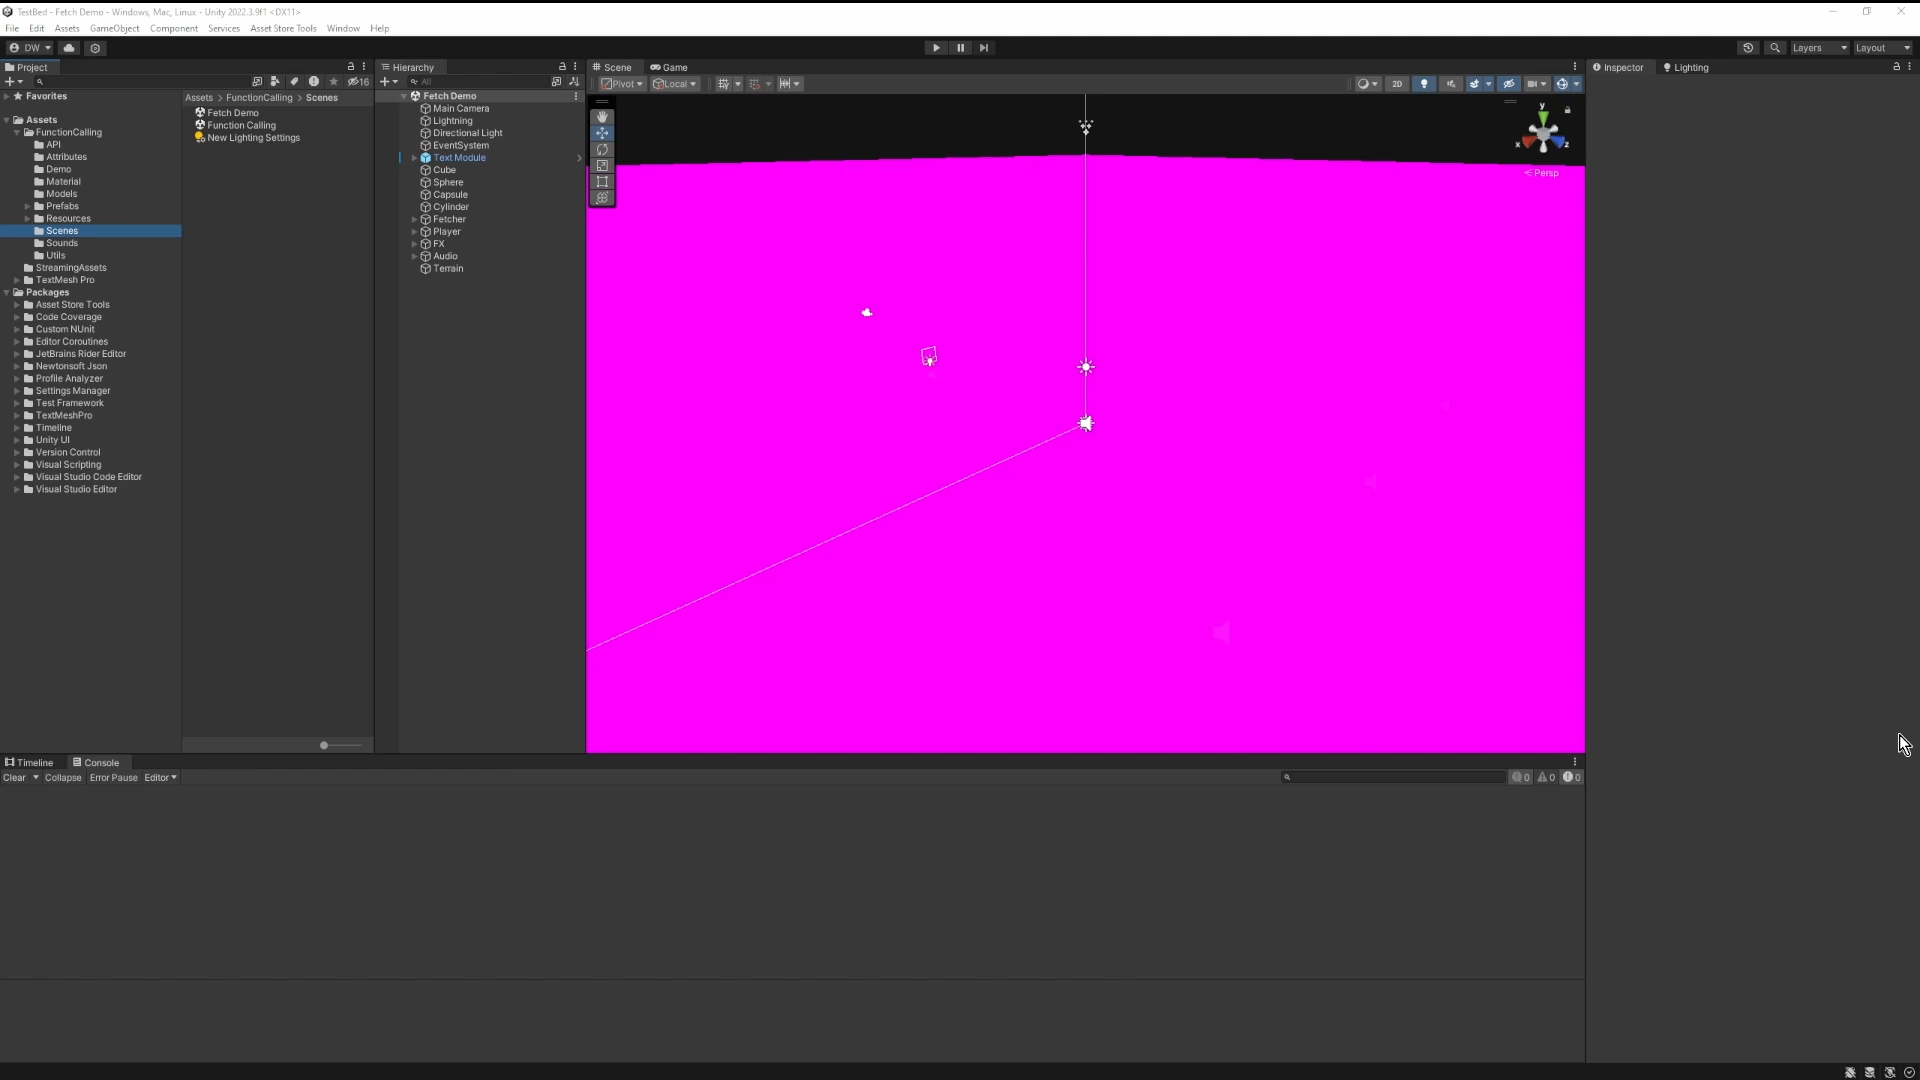 TestBed - Fetch Demo - Windows, Mac, Linux - Unity 2022.3.9f1 <DX11>
File Edit Assets GameObject Component Services Asset Store Tools Window Help
DW Layers Layout
Project
16
Favorites
Assets
FunctionCalling
API
Attributes
Demo
Material
Models
Prefabs
Resources
Scenes
Sounds
Utils
StreamingAssets
TextMesh Pro
Packages
Asset Store Tools
Code Coverage
Custom NUnit
Editor Coroutines
JetBrains Rider Editor
Newtonsoft Json
Profile Analyzer
Settings Manager
Test Framework
TextMeshPro
Timeline
Unity UI
Version Control
Visual Scripting
Visual Studio Code Editor
Visual Studio Editor
Assets > FunctionCalling > Scenes
Fetch Demo
Function Calling
New Lighting Settings
Hierarchy
All
Fetch Demo
Main Camera
Lightning
Directional Light
EventSystem
Text Module
Cube
Sphere
Capsule
Cylinder
Fetcher
Player
FX
Audio
Terrain
Scene Game
Pivot Local 2D
y
x z
Persp
Inspector Lighting
Timeline Console
Clear Collapse Error Pause Editor
0 0 0